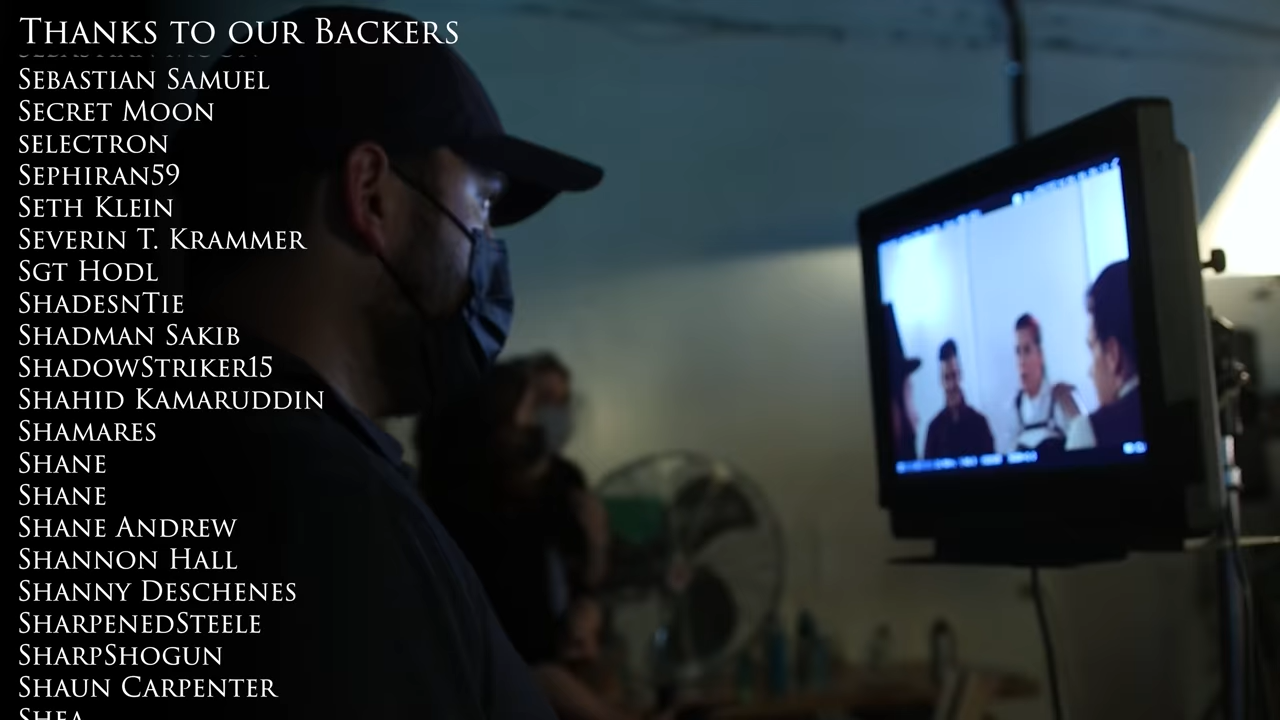 Thanks to our Backers
Sebastian Samuel
Secret Moon
selectron
Sephiran59
Seth Klein
Severin T. Krammer
Sgt Hodl
ShadesnTie
Shadman Sakib
ShadowStriker15
Shahid Kamaruddin
Shamares
Shane
Shane
Shane Andrew
Shannon Hall
Shanny Deschenes
SharpenedSteele
SharpShogun
Shaun Carpenter
Shea